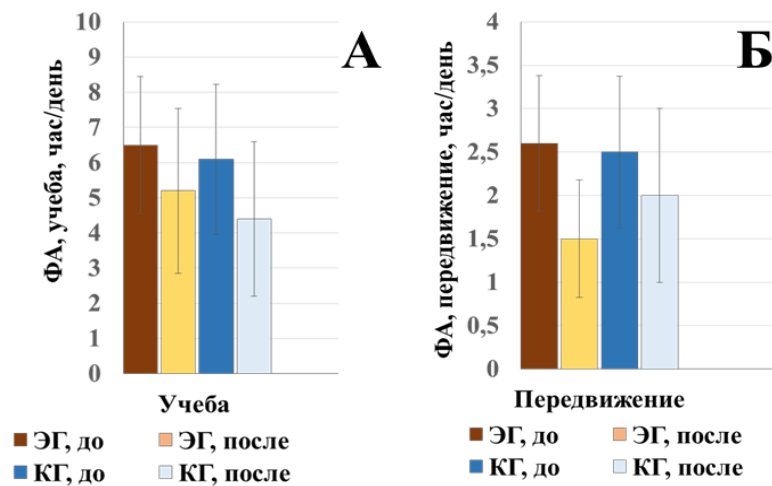 А
ФА, учеба, час/день
10
9
8
7
6
5
4
3
2
1
0
Учеба
ЭГ, до ЭГ, после
КГ, до КГ, после
Б
ФА, передвижение, час/день
4
3,5
3
2,5
2
1,5
1
0,5
0
Передвижение
ЭГ, до ЭГ, после
КГ, до КГ, после